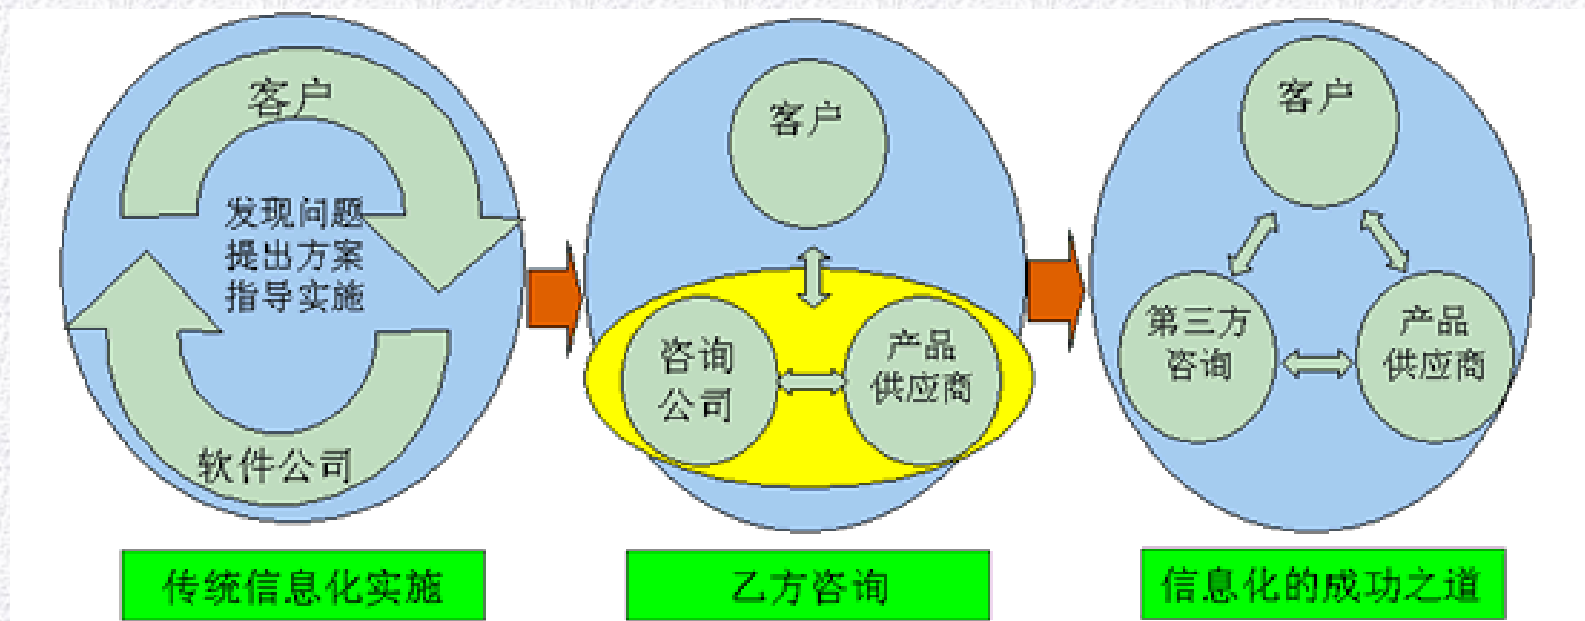 客户
发现问题
提出方案
指导实施
软件公司
传统信息化实施
客户
咨询
公司
产品
供应商
乙方咨询
客户
第三方
咨询
产品
供应商
信息化的成功之道